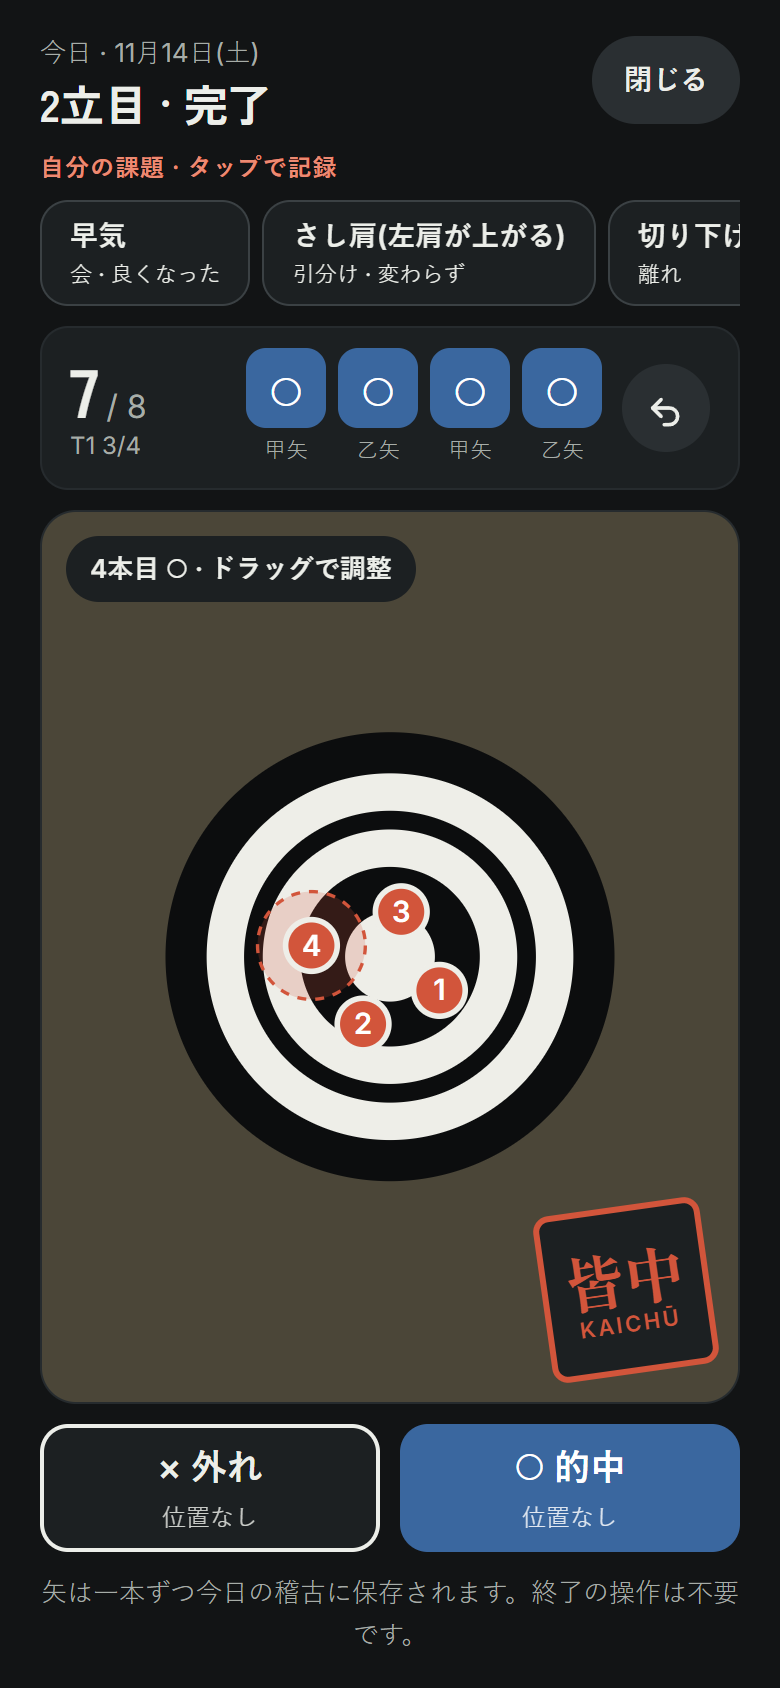 今日・11月14日(土)
2立目・完了
閉じる
自分の課題・タップで記録
早気
会・良くなった
さし肩(左肩が上がる)
引分け・変わらず
切り下げ
離れ
7 / 8
T1 3/4
○ ○ ○ ○
甲矢 乙矢 甲矢 乙矢
4本目 ○・ドラッグで調整
3
4
1
2
皆中
KAICHŪ
× 外れ
位置なし
○ 的中
位置なし
矢は一本ずつ今日の稽古に保存されます。終了の操作は不要
です。